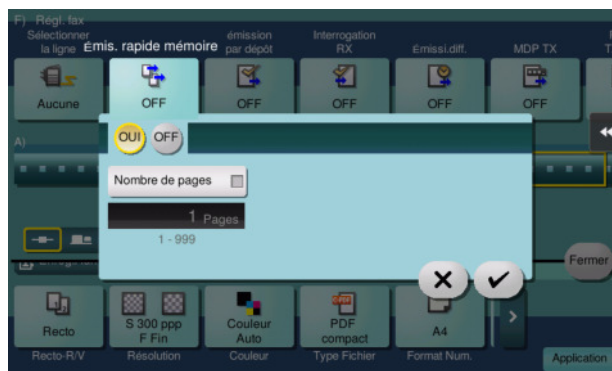 F) Régl. fax
Sélectionner
la ligne
Émis. rapide mémoire
émission
par dépôt
Interrogation
RX
Émissi.diff.
MDP TX
Aucune
OFF
OFF
OFF
OFF
OFF
A)
OUI
OFF
Nombre de pages
1 Pages
1 - 999
Fermer
Recto
S 300 ppp
F Fin
Couleur
Auto
PDF
compact
A4
Recto-R/V
Résolution
Couleur
Type Fichier
Format Num.
Application